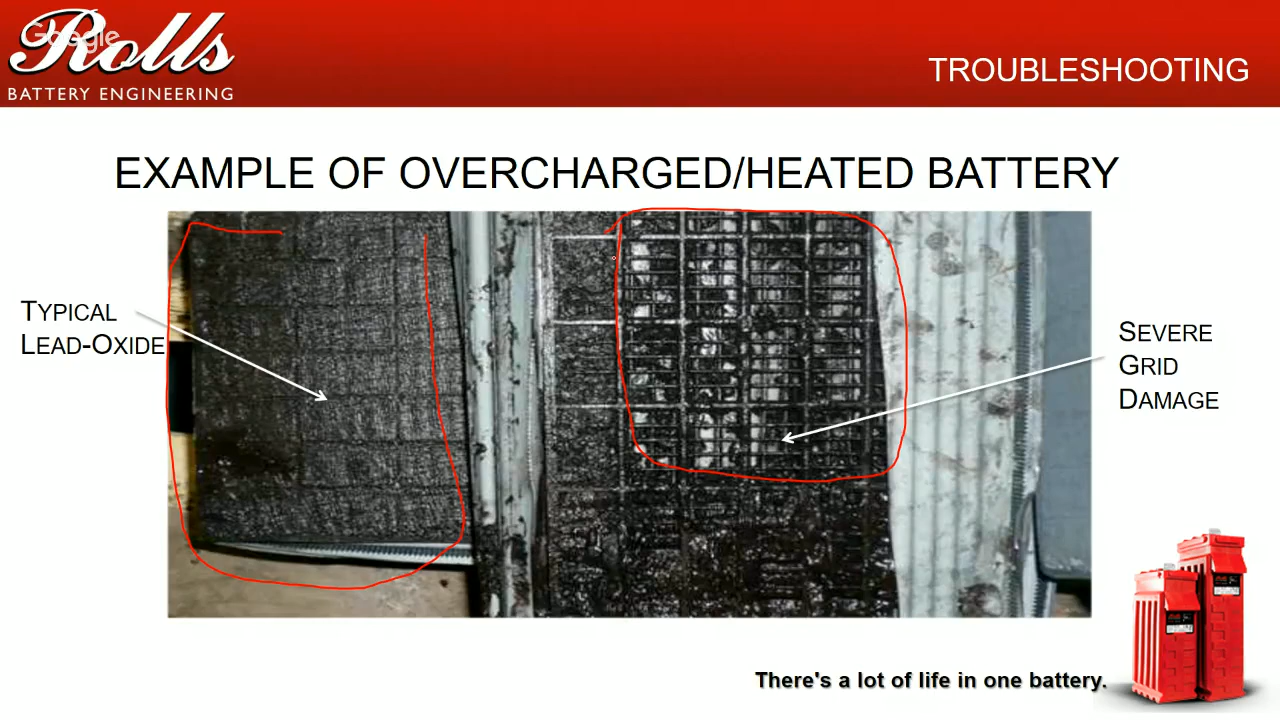 Google
Rolls
BATTERY ENGINEERING
TROUBLESHOOTING
EXAMPLE OF OVERCHARGED/HEATED BATTERY
TYPICAL
LEAD-OXIDE
SEVERE
GRID
DAMAGE
There's a lot of life in one battery.